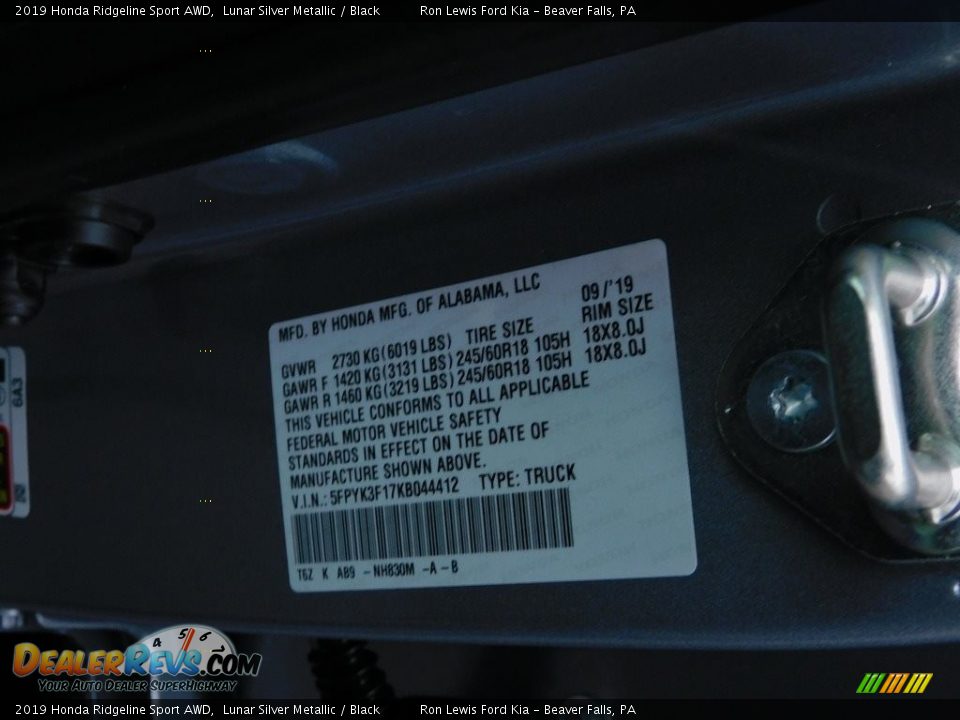 2019 Honda Ridgeline Sport AWD,  Lunar Silver Metallic / Black     Ron Lewis Ford Kia - Beaver Falls, PA
MFD. BY HONDA MFG. OF ALABAMA, LLC 09/'19
GVWR 2730 KG(6019 LBS) TIRE SIZE RIM SIZE
GAWR F 1420 KG(3131 LBS) 245/60R18 105H 18X8.0J
GAWR R 1460 KG(3219 LBS) 245/60R18 105H 18X8.0J
THIS VEHICLE CONFORMS TO ALL APPLICABLE
FEDERAL MOTOR VEHICLE SAFETY
STANDARDS IN EFFECT ON THE DATE OF
MANUFACTURE SHOWN ABOVE.
V.I.N.: 5FPYK3F17KB044412 TYPE: TRUCK
T6Z K AB9 -NH830M -A -B
6A3
4 5 6
DEALERREVS.COM
Your Auto Dealer SuperHighway
2019 Honda Ridgeline Sport AWD,  Lunar Silver Metallic / Black     Ron Lewis Ford Kia - Beaver Falls, PA